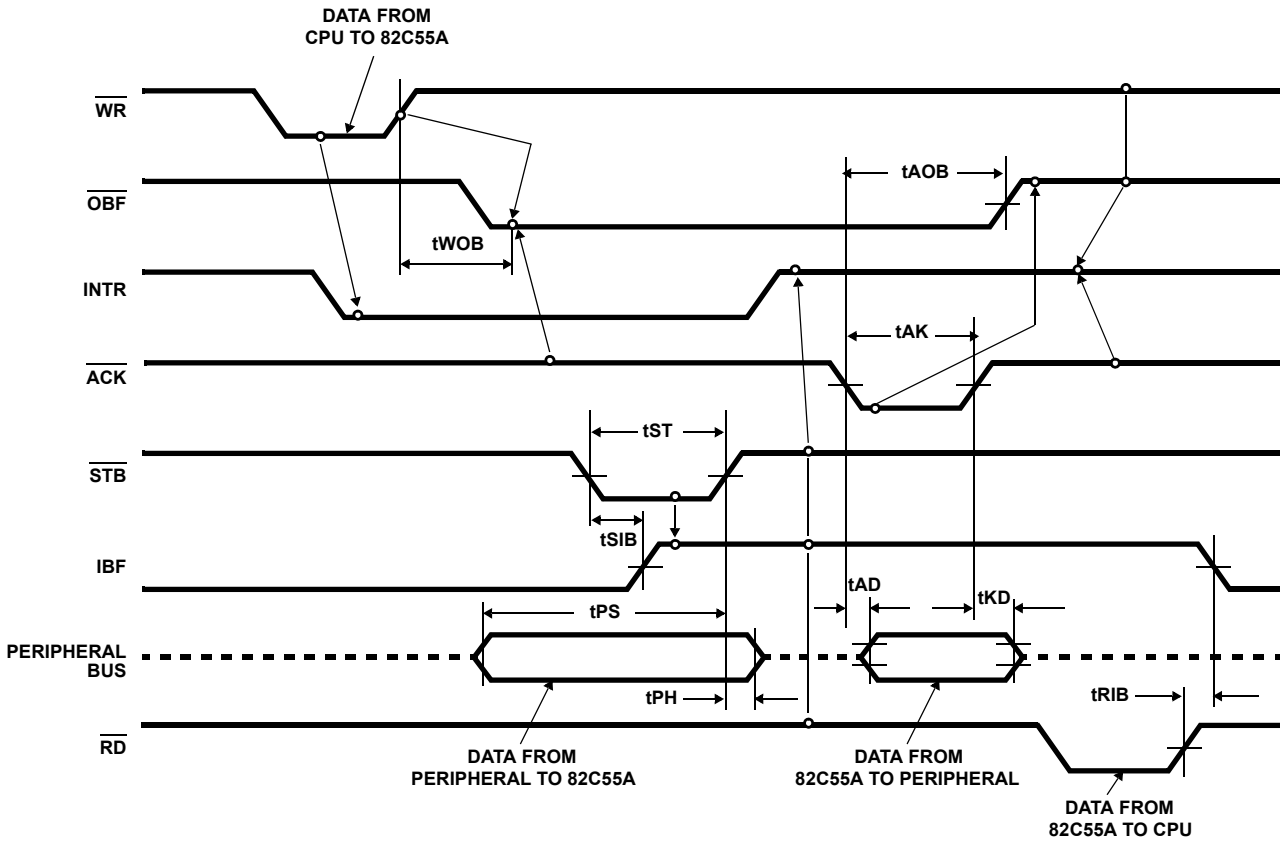 DATA FROM
CPU TO 82C55A
WR
OBF
tAOB
tWOB
INTR
tAK
ACK
tST
STB
tSIB
IBF
tAD
tKD
tPS
PERIPHERAL
BUS
tPH
tRIB
RD
DATA FROM
PERIPHERAL TO 82C55A
DATA FROM
82C55A TO PERIPHERAL
DATA FROM
82C55A TO CPU